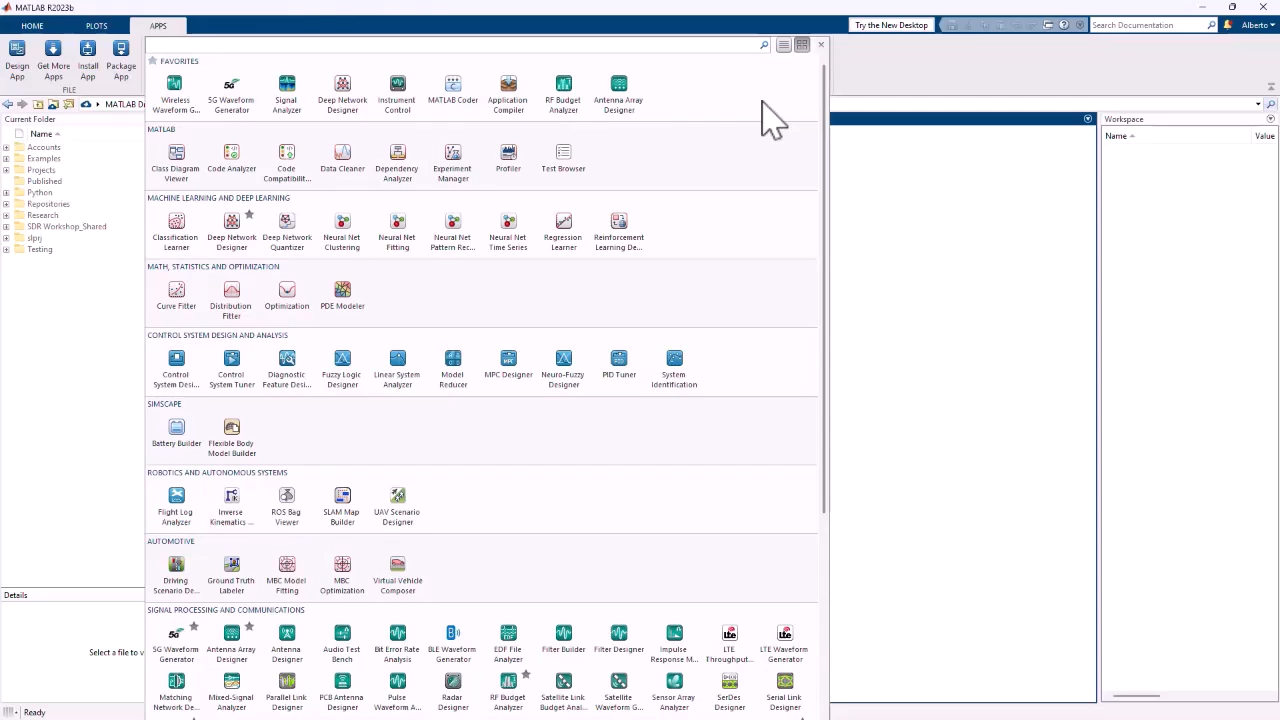 MATLAB R2023b
HOME
PLOTS
APPS
Try the New Desktop
Search Documentation
Alberto
Design App
Get More Apps
Install App
Package App
FILE
MATLAB D
Current Folder
Name
Accounts
Examples
Projects
Published
Python
Repositories
Research
SDR Workshop_Shared
slprj
Testing
Details
Select a file to v
Ready
FAVORITES
Wireless Waveform G...
5G Waveform Generator
Signal Analyzer
Deep Network Designer
Instrument Control
MATLAB Coder
Application Compiler
RF Budget Analyzer
Antenna Array Designer
MATLAB
Class Diagram Viewer
Code Analyzer
Code Compatibilit...
Data Cleaner
Dependency Analyzer
Experiment Manager
Profiler
Test Browser
MACHINE LEARNING AND DEEP LEARNING
Classification Learner
Deep Network Designer
Deep Network Quantizer
Neural Net Clustering
Neural Net Fitting
Neural Net Pattern Rec...
Neural Net Time Series
Regression Learner
Reinforcement Learning De...
MATH, STATISTICS AND OPTIMIZATION
Curve Fitter
Distribution Fitter
Optimization
PDE Modeler
CONTROL SYSTEM DESIGN AND ANALYSIS
Control System Desi...
Control System Tuner
Diagnostic Feature Desi...
Fuzzy Logic Designer
Linear System Analyzer
Model Reducer
MPC Designer
Neuro-Fuzzy Designer
PID Tuner
System Identification
SIMSCAPE
Battery Builder
Flexible Body Model Builder
ROBOTICS AND AUTONOMOUS SYSTEMS
Flight Log Analyzer
Inverse Kinematics ...
ROS Bag Viewer
SLAM Map Builder
UAV Scenario Designer
AUTOMOTIVE
Driving Scenario De...
Ground Truth Labeler
MBC Model Fitting
MBC Optimization
Virtual Vehicle Composer
SIGNAL PROCESSING AND COMMUNICATIONS
5G Waveform Generator
Antenna Array Designer
Antenna Designer
Audio Test Bench
Bit Error Rate Analysis
BLE Waveform Generator
EDF File Analyzer
Filter Builder
Filter Designer
Impulse Response M...
LTE Throughput...
LTE Waveform Generator
Matching Network De...
Mixed-Signal Analyzer
Parallel Link Designer
PCB Antenna Designer
Pulse Waveform A...
Radar Designer
RF Budget Analyzer
Satellite Link Budget Anal...
Satellite Waveform G...
Sensor Array Analyzer
SerDes Designer
Serial Link Designer
Workspace
Name
Value